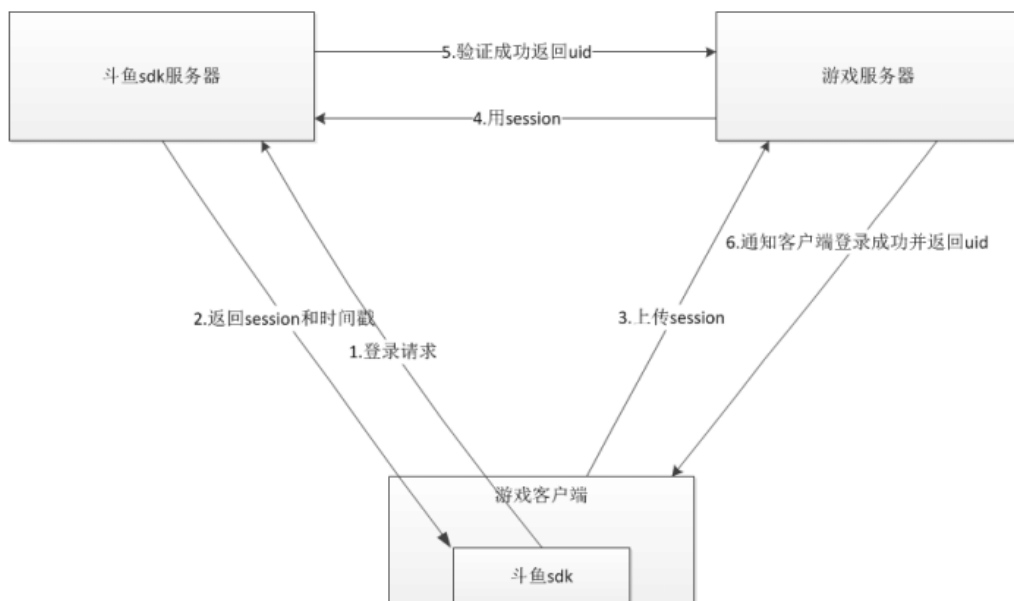 5.验证成功返回uid
斗鱼sdk服务器
游戏服务器
4.用session
6.通知客户端登录成功并返回uid
2.返回session和时间戳
3.上传session
1.登录请求
游戏客户端
斗鱼sdk